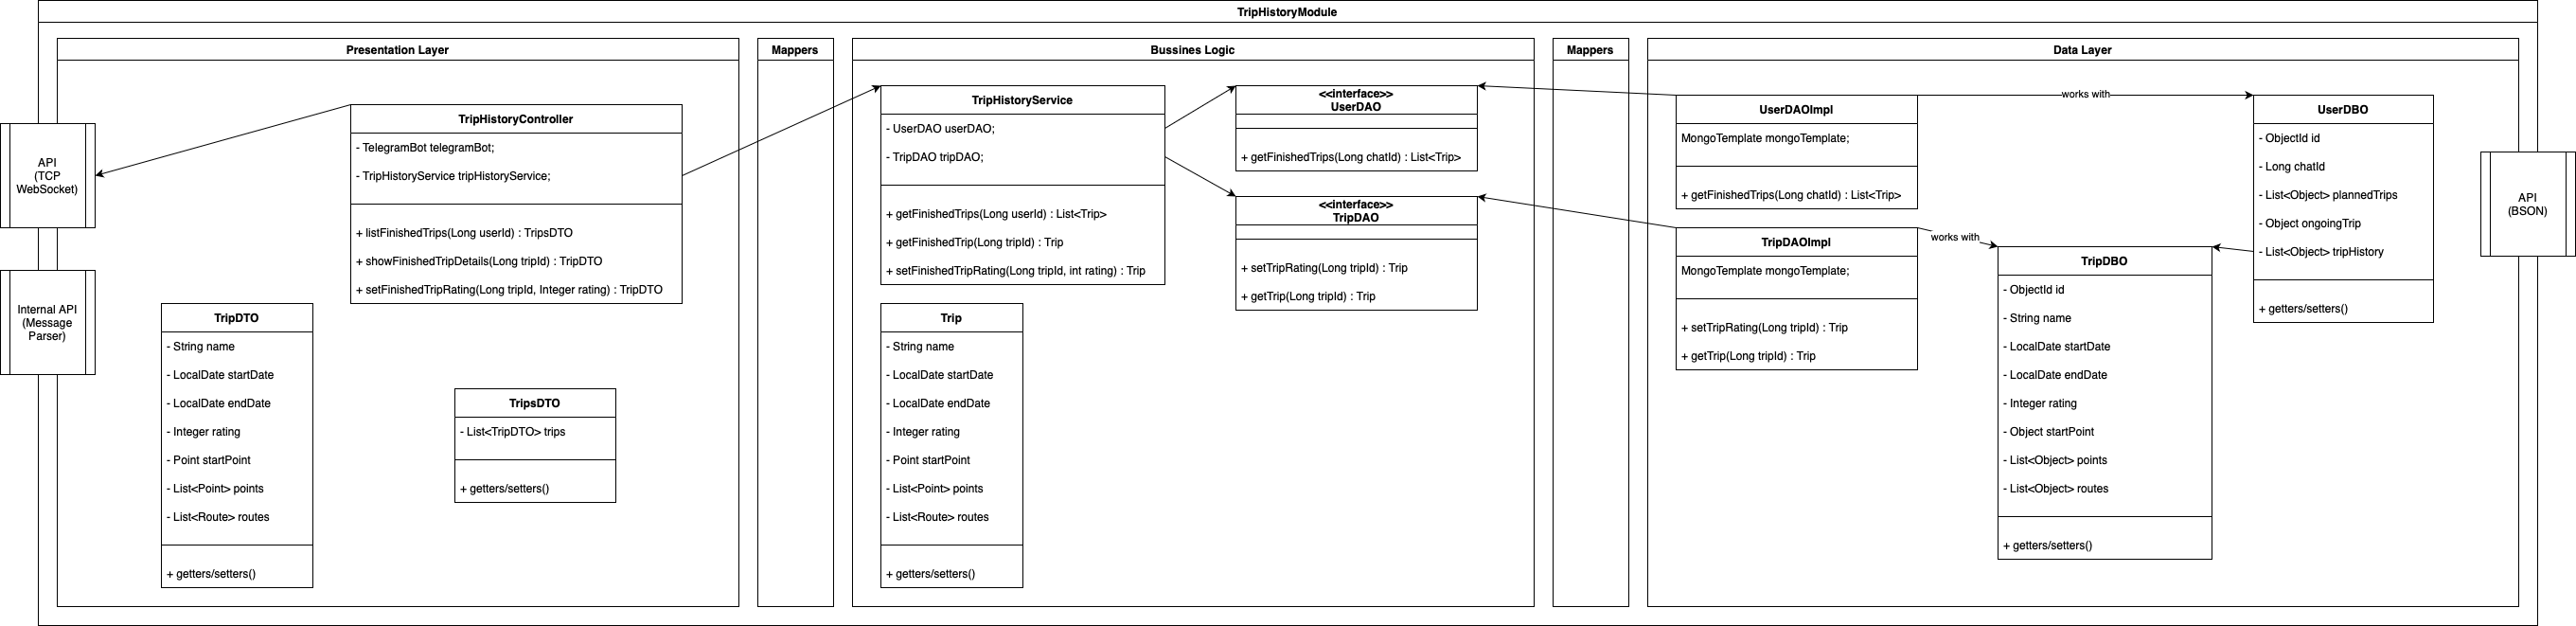 TripHistoryModule
Presentation Layer
Mappers
Bussines Logic
Mappers
Data Layer
API
(TCP
WebSocket)
Internal API
(Message
Parser)
TripHistoryController
- TelegramBot telegramBot;
- TripHistoryService tripHistoryService;
+ listFinishedTrips(Long userId) : TripsDTO
+ showFinishedTripDetails(Long tripId) : TripDTO
+ setFinishedTripRating(Long tripId, Integer rating) : TripDTO
TripDTO
- String name
- LocalDate startDate
- LocalDate endDate
- Integer rating
- Point startPoint
- List<Point> points
- List<Route> routes
+ getters/setters()
TripsDTO
- List<TripDTO> trips
+ getters/setters()
TripHistoryService
- UserDAO userDAO;
- TripDAO tripDAO;
+ getFinishedTrips(Long userId) : List<Trip>
+ getFinishedTrip(Long tripId) : Trip
+ setFinishedTripRating(Long tripId, int rating) : Trip
Trip
- String name
- LocalDate startDate
- LocalDate endDate
- Integer rating
- Point startPoint
- List<Point> points
- List<Route> routes
+ getters/setters()
<<interface>>
UserDAO
+ getFinishedTrips(Long chatId) : List<Trip>
<<interface>>
TripDAO
+ setTripRating(Long tripId) : Trip
+ getTrip(Long tripId) : Trip
UserDAOImpl
MongoTemplate mongoTemplate;
+ getFinishedTrips(Long chatId) : List<Trip>
works with
TripDAOImpl
MongoTemplate mongoTemplate;
+ setTripRating(Long tripId) : Trip
+ getTrip(Long tripId) : Trip
works with
TripDBO
- ObjectId id
- String name
- LocalDate startDate
- LocalDate endDate
- Integer rating
- Object startPoint
- List<Object> points
- List<Object> routes
+ getters/setters()
UserDBO
- ObjectId id
- Long chatId
- List<Object> plannedTrips
- Object ongoingTrip
- List<Object> tripHistory
+ getters/setters()
API
(BSON)